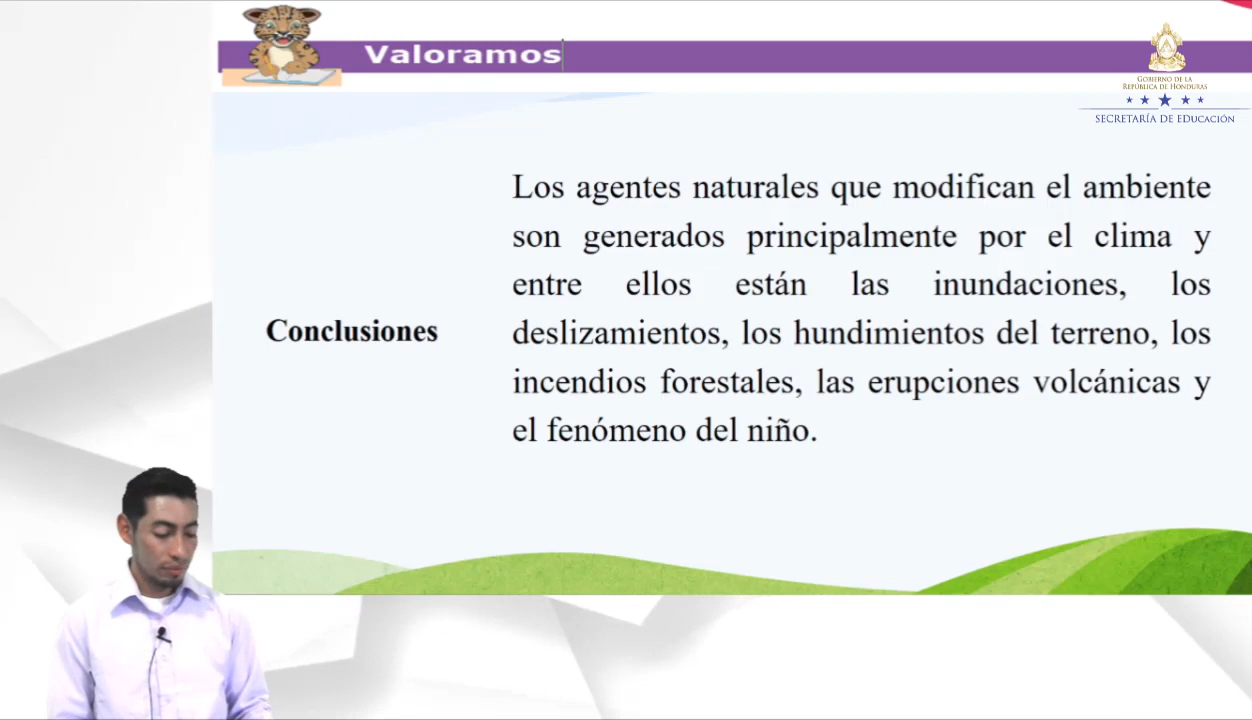 Valoramos
GOBIERNO DE LA
REPÚBLICA DE HONDURAS
SECRETARÍA DE EDUCACIÓN
Conclusiones
Los agentes naturales que modifican el ambiente
son generados principalmente por el clima y
entre ellos están las inundaciones, los
deslizamientos, los hundimientos del terreno, los
incendios forestales, las erupciones volcánicas y
el fenómeno del niño.